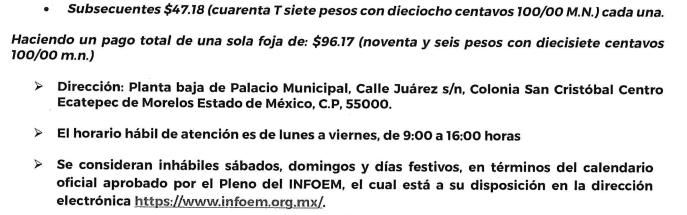 • Subsecuentes $47.18 (cuarenta T siete pesos con dieciocho centavos 100/00 M.N.) cada una.
Haciendo un pago total de una sola foja de: $96.17 (noventa y seis pesos con diecisiete centavos
100/00 m.n.)
➢ Dirección: Planta baja de Palacio Municipal, Calle Juárez s/n, Colonia San Cristóbal Centro
Ecatepec de Morelos Estado de México, C.P, 55000.
➢ El horario hábil de atención es de lunes a viernes, de 9:00 a 16:00 horas
➢ Se consideran inhábiles sábados, domingos y días festivos, en términos del calendario
oficial aprobado por el Pleno del INFOEM, el cual está a su disposición en la dirección
electrónica https://www.infoem.org.mx/.